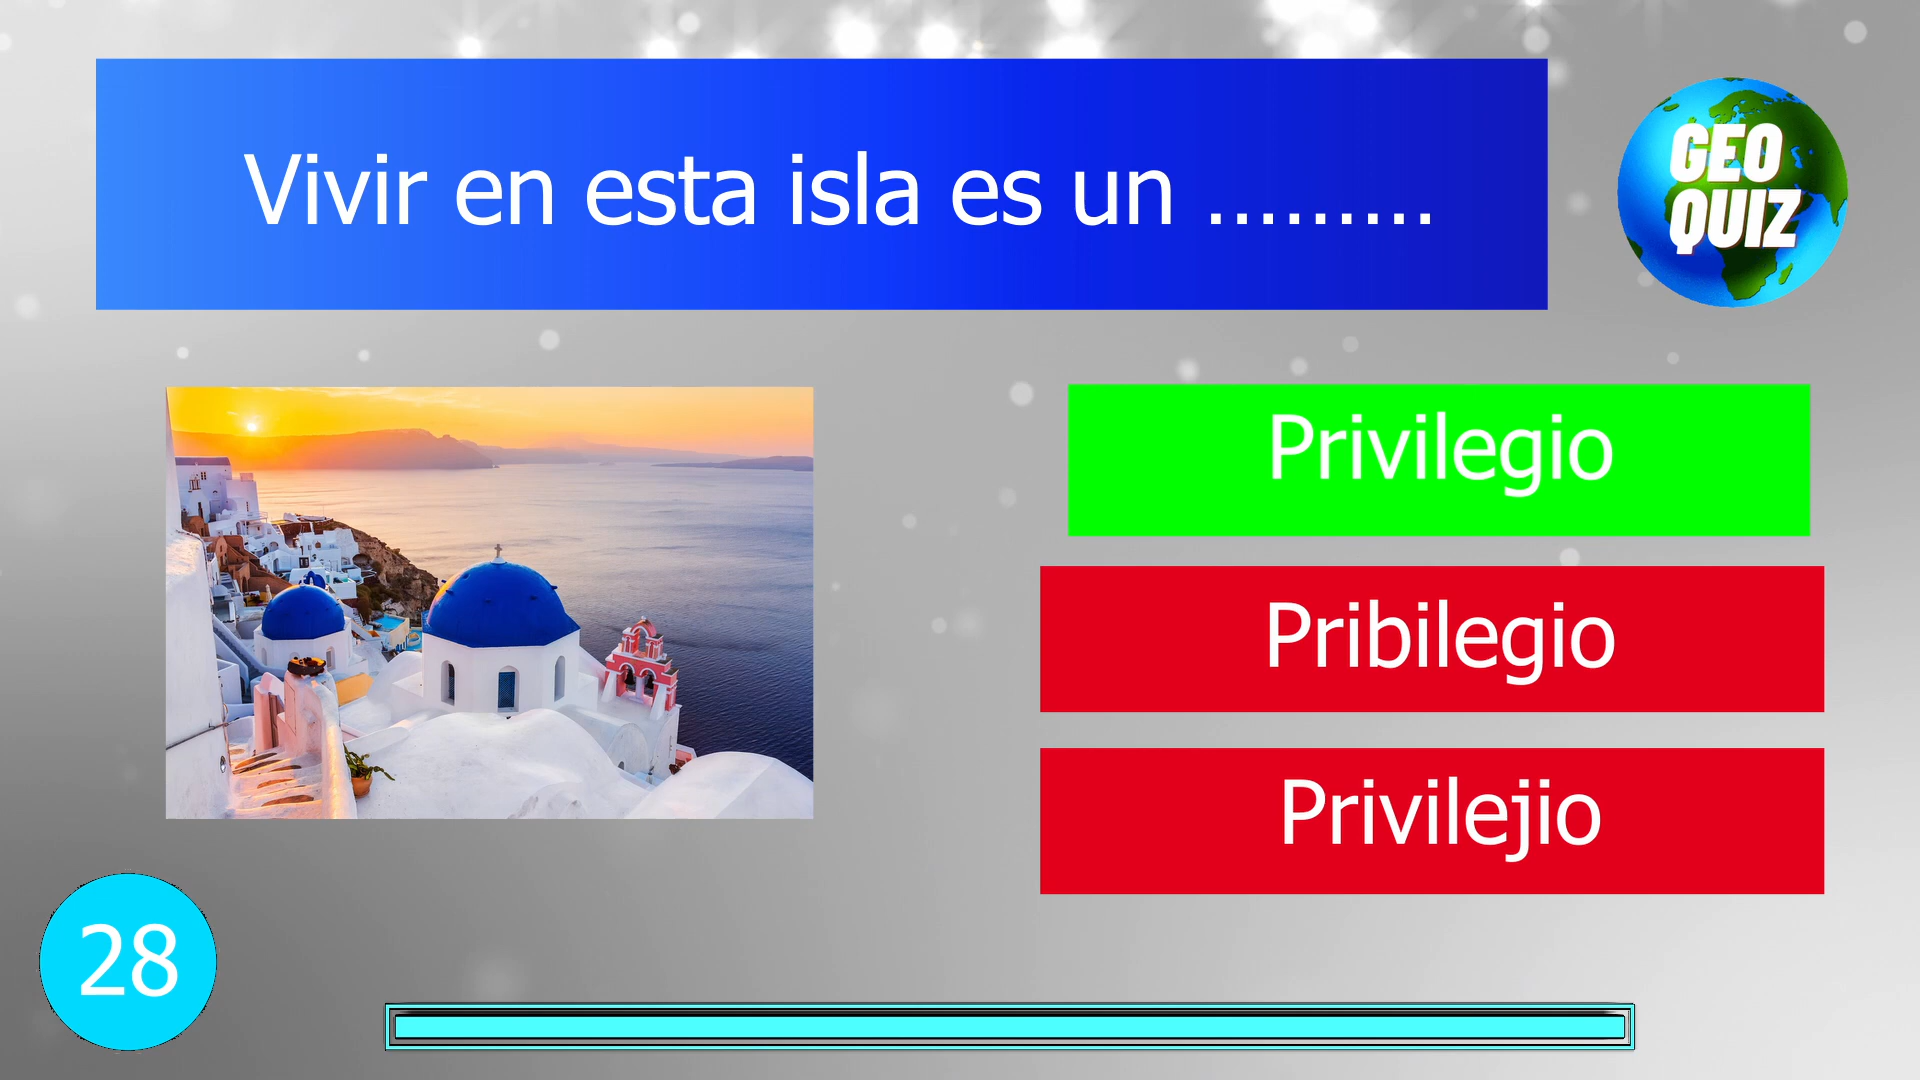 Vivir en esta isla es un .........
GEO
QUIZ
Privilegio
Pribilegio
Privilejio
28